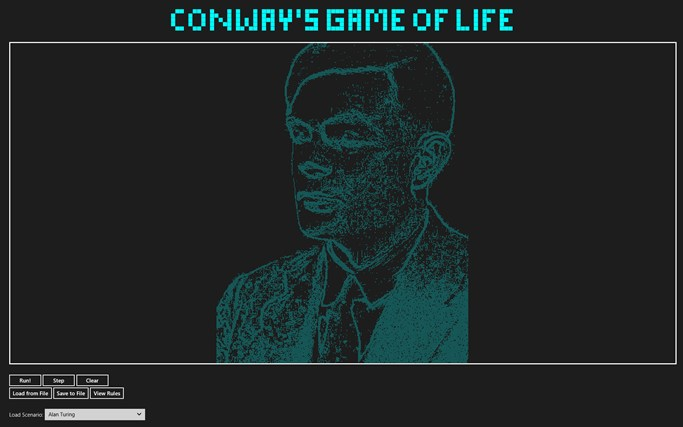 CONWAY'S GAME OF LIFE
Run! Step Clear
Load from File Save to File View Rules
Load Scenario: Alan Turing